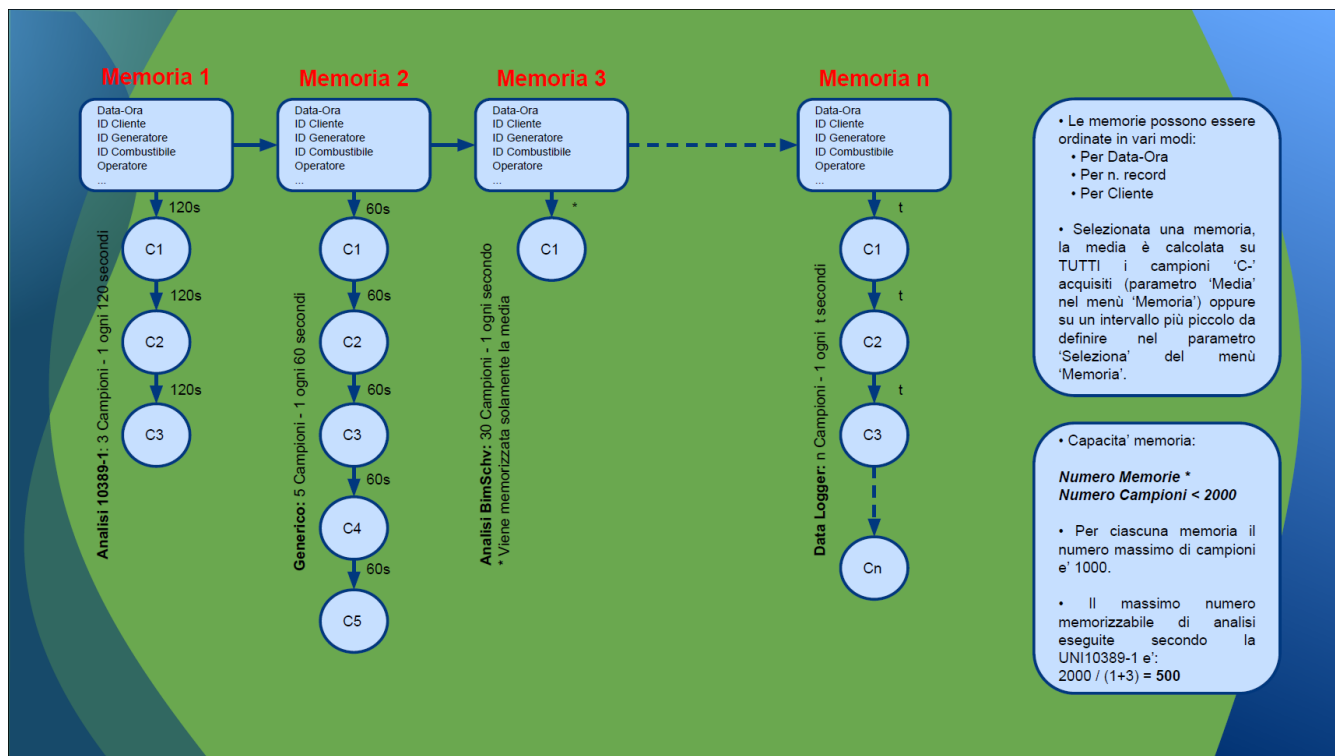 Memoria 1
Data-Ora
ID Cliente
ID Generatore
ID Combustibile
Operatore
...
120s
C1
120s
C2
120s
C3
Analisi 10389-1: 3 Campioni - 1 ogni 120 secondi
Memoria 2
Data-Ora
ID Cliente
ID Generatore
ID Combustibile
Operatore
...
60s
C1
60s
C2
60s
C3
60s
C4
60s
C5
Generico: 5 Campioni - 1 ogni 60 secondi
Memoria 3
Data-Ora
ID Cliente
ID Generatore
ID Combustibile
Operatore
...
*
C1
Analisi BimSchv: 30 Campioni - 1 ogni secondo
* Viene memorizzata solamente la media
Memoria n
Data-Ora
ID Cliente
ID Generatore
ID Combustibile
Operatore
...
t
C1
t
C2
t
C3
Cn
Data Logger: n Campioni - 1 ogni t secondi
• Le memorie possono essere
ordinate in vari modi:
• Per Data-Ora
• Per n. record
• Per Cliente
• Selezionata una memoria,
la media è calcolata su
TUTTI i campioni ‘C-’
acquisiti (parametro ‘Media’
nel menù ‘Memoria’) oppure
su un intervallo più piccolo da
definire nel parametro
‘Seleziona’ del menù
‘Memoria’.
• Capacita’ memoria:
Numero Memorie *
Numero Campioni < 2000
• Per ciascuna memoria il
numero massimo di campioni
e’ 1000.
• Il massimo numero
memorizzabile di analisi
eseguite secondo la
UNI10389-1 e’:
2000 / (1+3) = 500